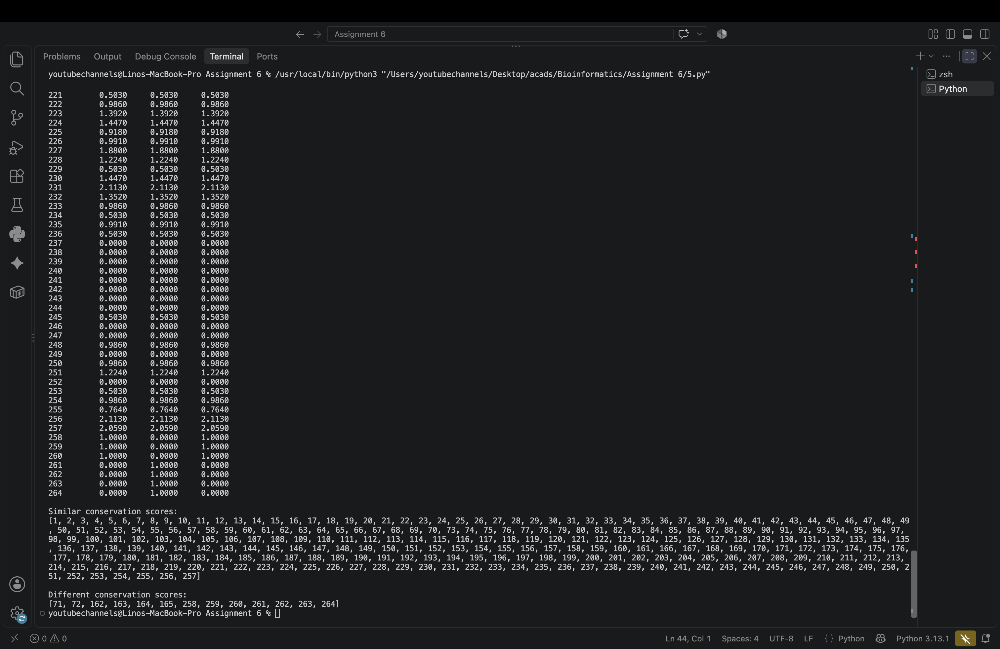 Assignment 6
Problems Output Debug Console Terminal Ports
youtubechannels@Linos-MacBook-Pro Assignment 6 % /usr/local/bin/python3 "/Users/youtubechannels/Desktop/acads/Bioinformatics/Assignment 6/5.py"
zsh
Python
221 0.5030 0.5030 0.5030
222 0.9860 0.9860 0.9860
223 1.3920 1.3920 1.3920
224 1.4470 1.4470 1.4470
225 0.9180 0.9180 0.9180
226 0.9910 0.9910 0.9910
227 1.8800 1.8800 1.8800
228 1.2240 1.2240 1.2240
229 0.5030 0.5030 0.5030
230 1.4470 1.4470 1.4470
231 2.1130 2.1130 2.1130
232 1.3520 1.3520 1.3520
233 0.9860 0.9860 0.9860
234 0.5030 0.5030 0.5030
235 0.9910 0.9910 0.9910
236 0.5030 0.5030 0.5030
237 0.0000 0.0000 0.0000
238 0.0000 0.0000 0.0000
239 0.0000 0.0000 0.0000
240 0.0000 0.0000 0.0000
241 0.0000 0.0000 0.0000
242 0.0000 0.0000 0.0000
243 0.0000 0.0000 0.0000
244 0.0000 0.0000 0.0000
245 0.5030 0.5030 0.5030
246 0.0000 0.0000 0.0000
247 0.0000 0.0000 0.0000
248 0.9860 0.9860 0.9860
249 0.0000 0.0000 0.0000
250 0.9860 0.9860 0.9860
251 1.2240 1.2240 1.2240
252 0.0000 0.0000 0.0000
253 0.5030 0.5030 0.5030
254 0.9860 0.9860 0.9860
255 0.7640 0.7640 0.7640
256 2.1130 2.1130 2.1130
257 2.0590 2.0590 2.0590
258 1.0000 0.0000 1.0000
259 1.0000 0.0000 1.0000
260 1.0000 0.0000 1.0000
261 0.0000 1.0000 0.0000
262 0.0000 1.0000 0.0000
263 0.0000 1.0000 0.0000
264 0.0000 1.0000 0.0000
Similar conservation scores:
[1, 2, 3, 4, 5, 6, 7, 8, 9, 10, 11, 12, 13, 14, 15, 16, 17, 18, 19, 20, 21, 22, 23, 24, 25, 26, 27, 28, 29, 30, 31, 32, 33, 34, 35, 36, 37, 38, 39, 40, 41, 42, 43, 44, 45, 46, 47, 48, 49
, 50, 51, 52, 53, 54, 55, 56, 57, 58, 59, 60, 61, 62, 63, 64, 65, 66, 67, 68, 69, 70, 73, 74, 75, 76, 77, 78, 79, 80, 81, 82, 83, 84, 85, 86, 87, 88, 89, 90, 91, 92, 93, 94, 95, 96, 97,
98, 99, 100, 101, 102, 103, 104, 105, 106, 107, 108, 109, 110, 111, 112, 113, 114, 115, 116, 117, 118, 119, 120, 121, 122, 123, 124, 125, 126, 127, 128, 129, 130, 131, 132, 133, 134, 135
, 136, 137, 138, 139, 140, 141, 142, 143, 144, 145, 146, 147, 148, 149, 150, 151, 152, 153, 154, 155, 156, 157, 158, 159, 160, 161, 166, 167, 168, 169, 170, 171, 172, 173, 174, 175, 176,
177, 178, 179, 180, 181, 182, 183, 184, 185, 186, 187, 188, 189, 190, 191, 192, 193, 194, 195, 196, 197, 198, 199, 200, 201, 202, 203, 204, 205, 206, 207, 208, 209, 210, 211, 212, 213,
214, 215, 216, 217, 218, 219, 220, 221, 222, 223, 224, 225, 226, 227, 228, 229, 230, 231, 232, 233, 234, 235, 236, 237, 238, 239, 240, 241, 242, 243, 244, 245, 246, 247, 248, 249, 250, 2
51, 252, 253, 254, 255, 256, 257]
Different conservation scores:
[71, 72, 162, 163, 164, 165, 258, 259, 260, 261, 262, 263, 264]
youtubechannels@Linos-MacBook-Pro Assignment 6 %
0 0 Ln 44, Col 1 Spaces: 4 UTF-8 LF {} Python Python 3.13.1